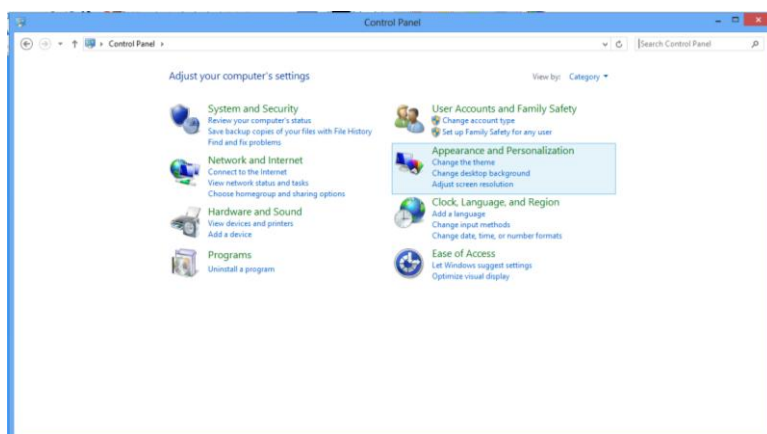 Control Panel
Control Panel
Search Control Panel
Adjust your computer's settings
View by: Category
System and Security
Review your computer's status
Save backup copies of your files with File History
Find and fix problems
Network and Internet
Connect to the Internet
View network status and tasks
Choose homegroup and sharing options
Hardware and Sound
View devices and printers
Add a device
Programs
Uninstall a program
User Accounts and Family Safety
Change account type
Set up Family Safety for any user
Appearance and Personalization
Change the theme
Change desktop background
Adjust screen resolution
Clock, Language, and Region
Add a language
Change input methods
Change date, time, or number formats
Ease of Access
Let Windows suggest settings
Optimize visual display